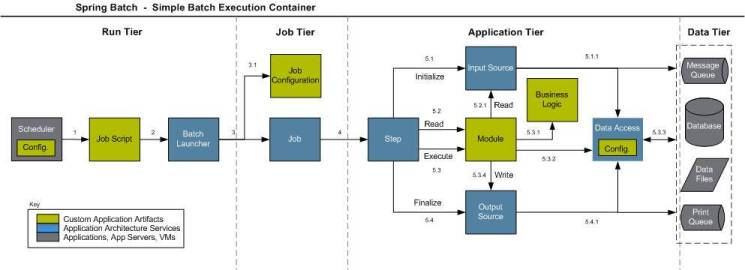 Spring Batch - Simple Batch Execution Container
Run Tier
Job Tier
Application Tier
Data Tier
Scheduler
Config.
1
Job Script
2
Batch
Launcher
3
3.1
Job
Configuration
Job
4
Step
5.1
Initialize
5.2
Read
Execute
5.3
Finalize
5.4
Input Source
5.2.1
Read
Module
5.3.4
Write
Output
Source
Business
Logic
5.3.1
5.3.2
5.1.1
Data Access
Config.
5.3.3
5.4.1
Message
Queue
Database
Data
Files
Print
Queue
Key
Custom Application Artifacts
Application Architecture Services
Applications, App Servers, VMs